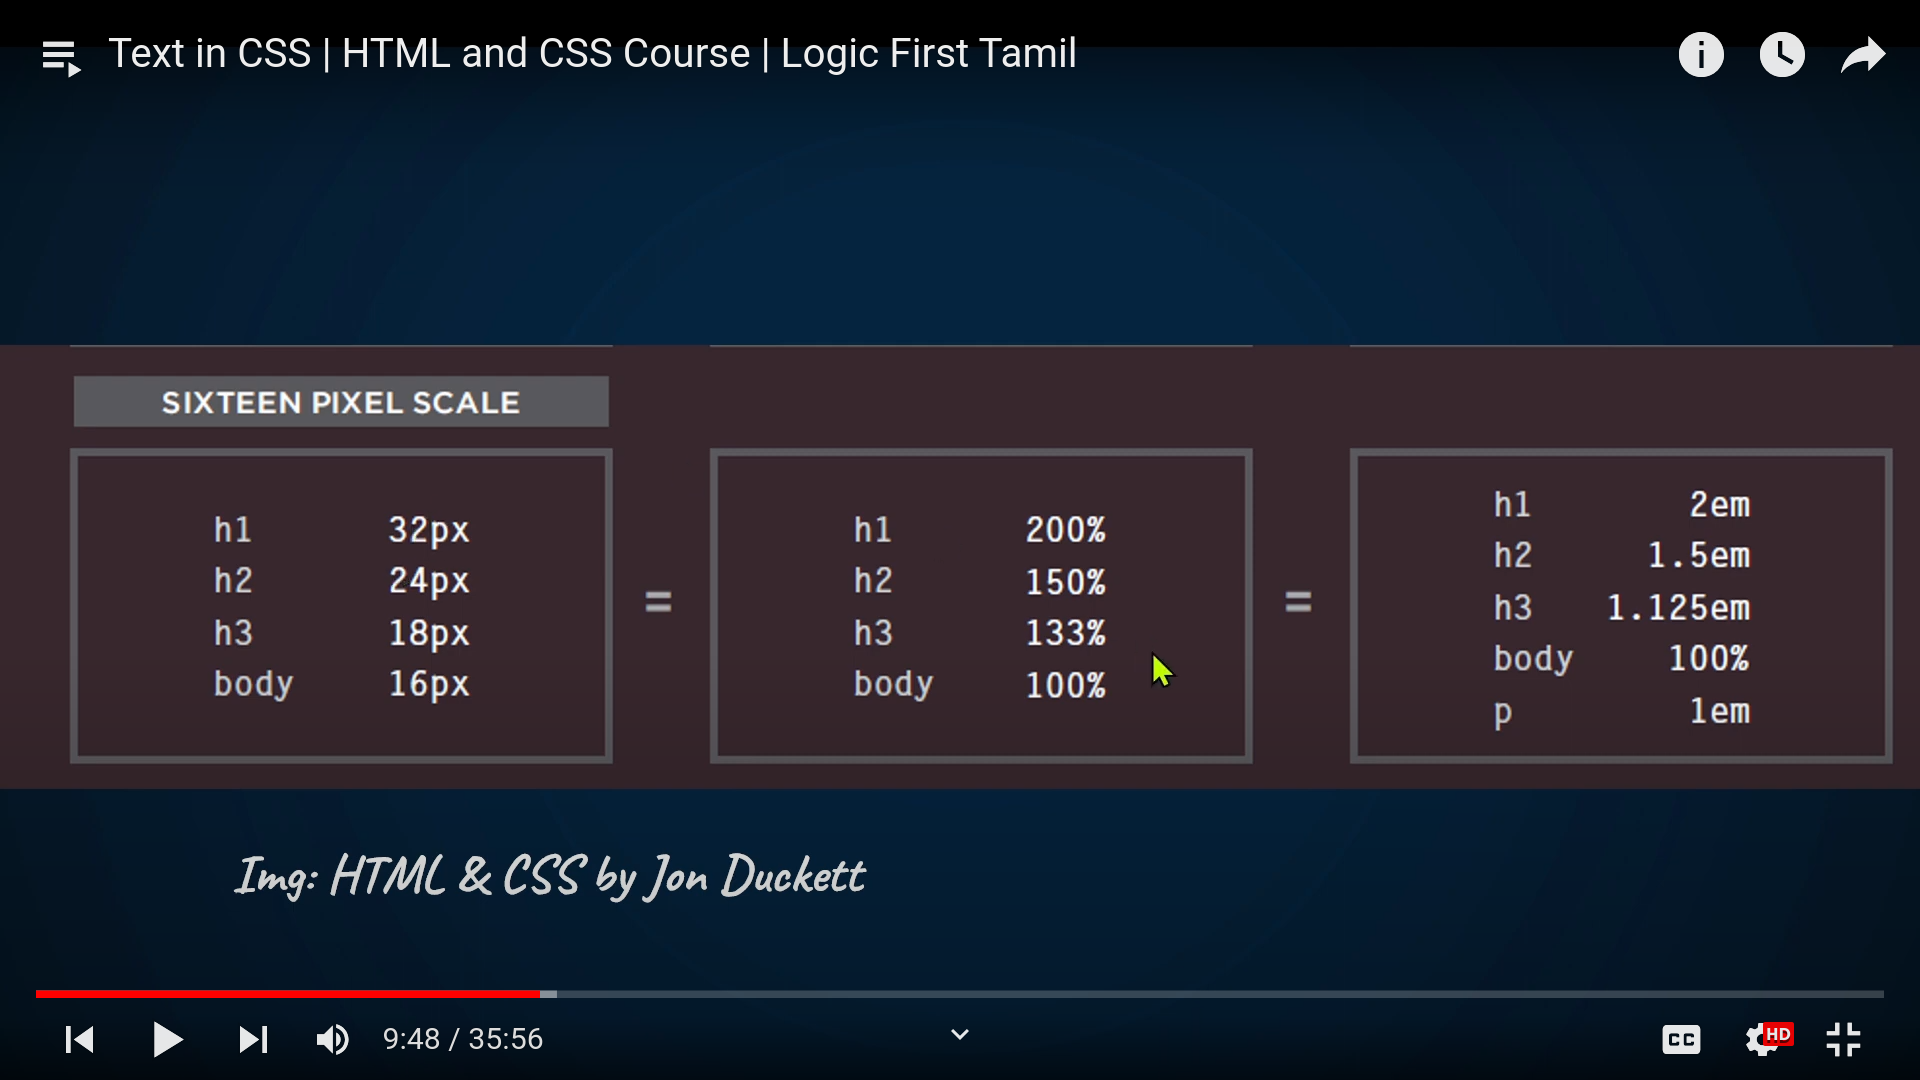 Text in CSS | HTML and CSS Course | Logic First Tamil
SIXTEEN PIXEL SCALE
h1 32px
h2 24px
h3 18px
body 16px
=
h1 200%
h2 150%
h3 133%
body 100%
=
h1 2em
h2 1.5em
h3 1.125em
body 100%
p 1em
Img: HTML & CSS by Jon Duckett
9:48 / 35:56
CC
HD